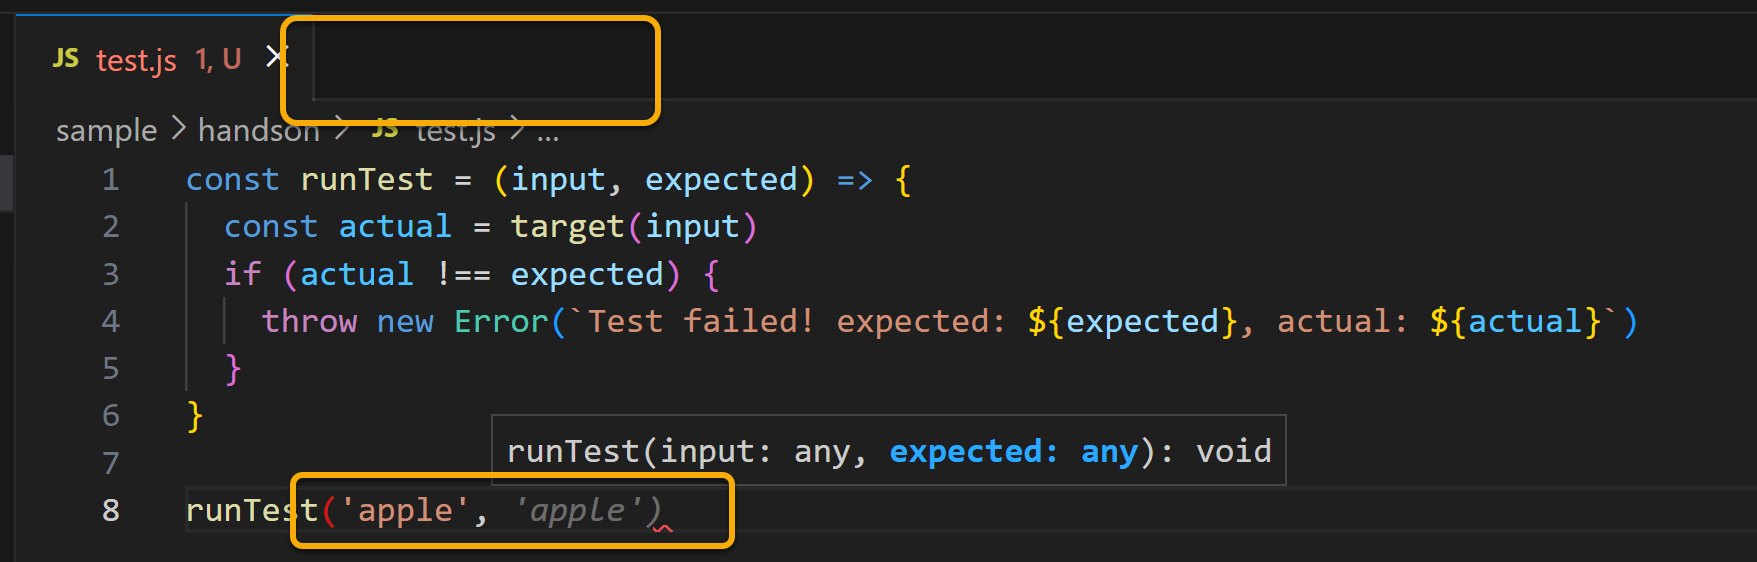 JS test.js 1, U ×
sample > handson > JS test.js > ...
1 const runTest = (input, expected) => {
2 const actual = target(input)
3 if (actual !== expected) {
4 throw new Error(`Test failed! expected: ${expected}, actual: ${actual}`)
5 }
6 }
runTest(input: any, expected: any): void
7
8 runTest('apple', 'apple')